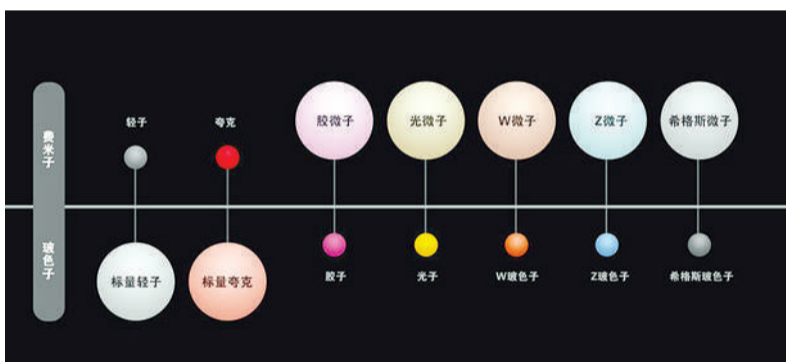 费米子
轻子
夸克
胶微子
光微子
W微子
Z微子
希格斯微子
玻色子
标量轻子
标量夸克
胶子
光子
W玻色子
Z玻色子
希格斯玻色子